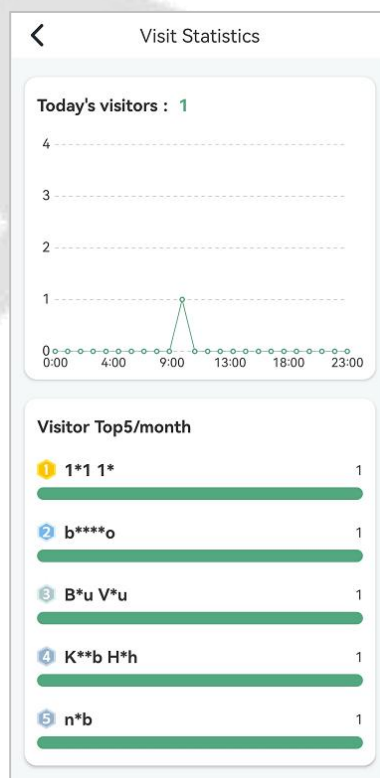 Visit Statistics
Today's visitors : 1
4
3
2
1
0
0:00 4:00 9:00 13:00 18:00 23:00
Visitor Top5/month
1 1*1 1* 1
2 b****o 1
3 B*u V*u 1
4 K**b H*h 1
5 n*b 1